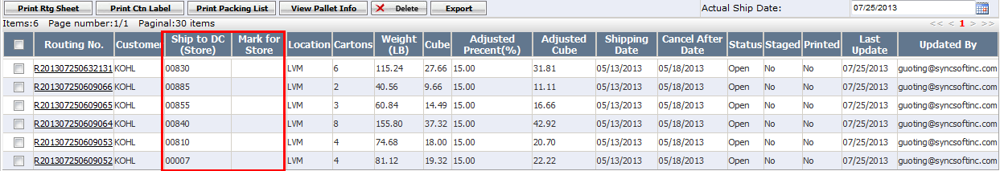 Print Rtg Sheet Print Ctn Label Print Packing List View Pallet Info Delete Export Actual Ship Date: 07/25/2013
Items:6 Page number:1/1 Paginal:30 items << < 1 > >>
Routing No. Customer Ship to DC (Store) Mark for Store Location Cartons Weight (LB) Cube Adjusted Precent(%) Adjusted Cube Shipping Date Cancel After Date Status Staged Printed Last Update Updated By
R201307250632131 KOHL 00830 LVM 6 115.24 27.66 15.00 31.81 05/13/2013 05/18/2013 Open No No 07/25/2013 guoting@syncsoftinc.com
R201307250609066 KOHL 00885 LVM 2 40.56 9.66 15.00 11.11 05/13/2013 05/18/2013 Open No No 07/25/2013 guoting@syncsoftinc.com
R201307250609065 KOHL 00855 LVM 3 60.84 14.49 15.00 16.66 05/13/2013 05/18/2013 Open No No 07/25/2013 guoting@syncsoftinc.com
R201307250609064 KOHL 00840 LVM 8 155.80 37.32 15.00 42.92 05/13/2013 05/18/2013 Open No No 07/25/2013 guoting@syncsoftinc.com
R201307250609053 KOHL 00810 LVM 4 74.68 18.00 15.00 20.70 05/13/2013 05/18/2013 Open No No 07/25/2013 guoting@syncsoftinc.com
R201307250609052 KOHL 00007 LVM 4 81.12 19.32 15.00 22.22 05/13/2013 05/18/2013 Open No No 07/25/2013 guoting@syncsoftinc.com